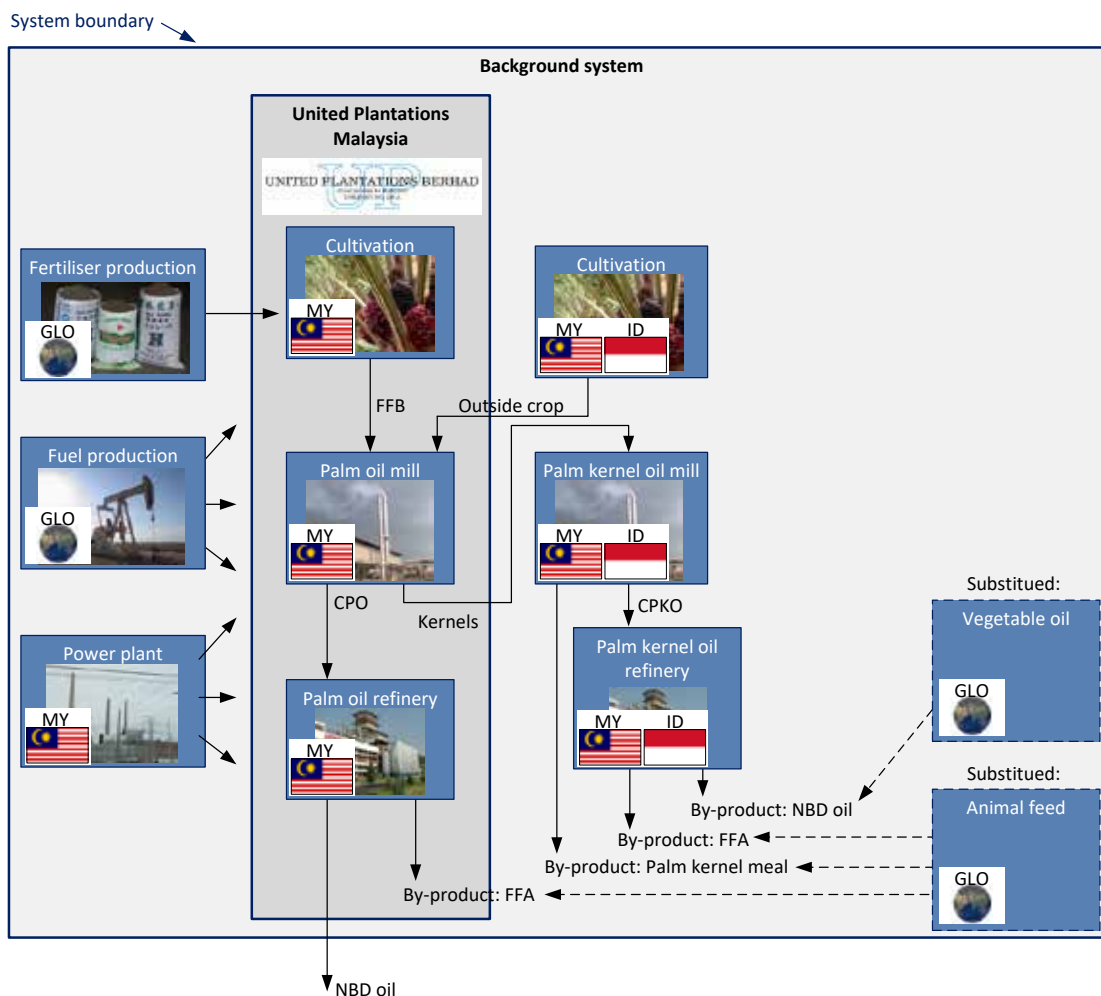 System boundary
Background system
United Plantations
Malaysia
UNITED PLANTATIONS BERHAD
Cultivation
MY
Fertiliser production
GLO
Cultivation
MY
ID
FFB
Outside crop
Fuel production
GLO
Palm oil mill
MY
Palm kernel oil mill
MY
ID
CPO
Kernels
CPKO
Substitued:
Vegetable oil
GLO
Power plant
MY
Palm oil refinery
MY
Palm kernel oil
refinery
MY
ID
Substitued:
Animal feed
GLO
By-product: NBD oil
By-product: FFA
By-product: Palm kernel meal
By-product: FFA
NBD oil